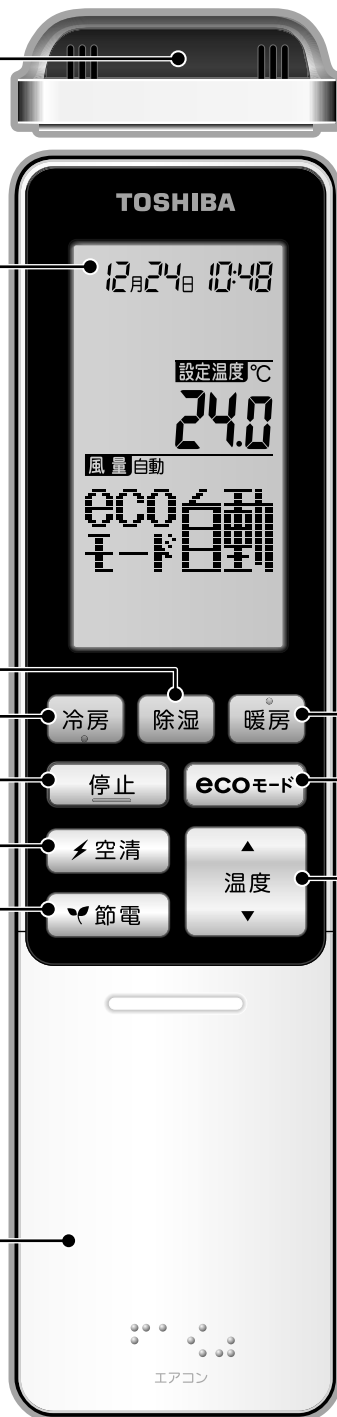 TOSHIBA
12月24日 10:48
設定温度 ℃
24.0
風量 自動
eco自動
モード
冷房 除湿 暖房
停止 ecoモード
空清 ▲
温度
節電 ▼
エアコン